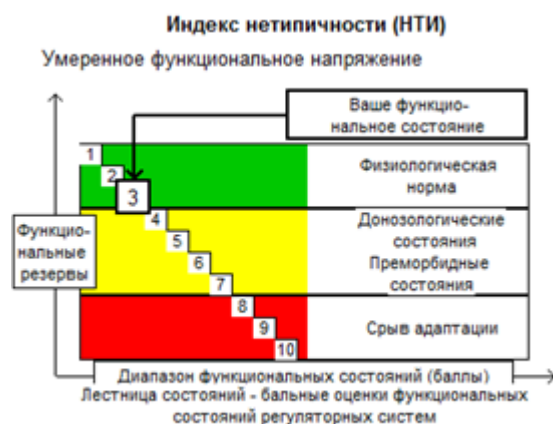 Индекс нетипичности (НТИ)
Умеренное функциональное напряжение
Ваше функцио-
нальное состояние
1
2
3
4
5
6
7
8
9
10
Физиологическая
норма
Донозологические
состояния
Преморбидные
состояния
Срыв адаптации
Функцио-
нальные
резервы
Диапазон функциональных состояний (баллы)
Лестница состояний - бальные оценки функциональных
состояний регуляторных систем